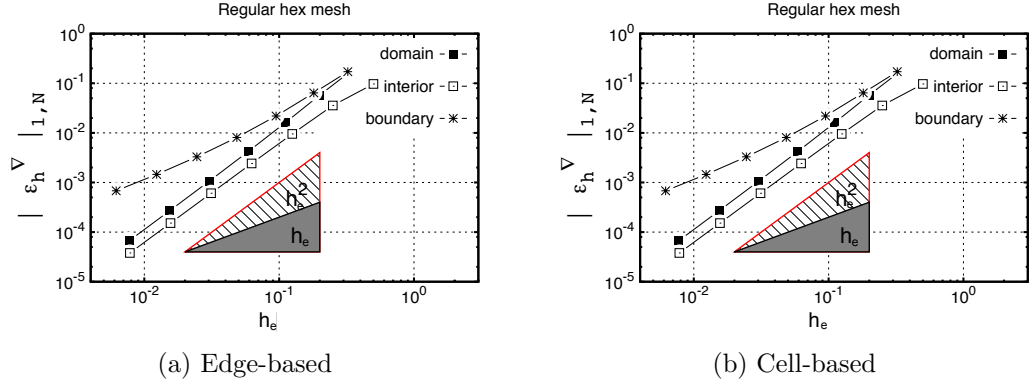 Regular hex mesh
10^0
10^-1
10^-2
10^-3
10^-4
10^-5
| ε_h^∇ |_{1,N}
domain
interior
boundary
h_e^2
h_e
10^-2 10^-1 10^0
h_e
(a) Edge-based
Regular hex mesh
10^0
10^-1
10^-2
10^-3
10^-4
10^-5
| ε_h^∇ |_{1,N}
domain
interior
boundary
h_e^2
h_e
10^-2 10^-1 10^0
h_e
(b) Cell-based